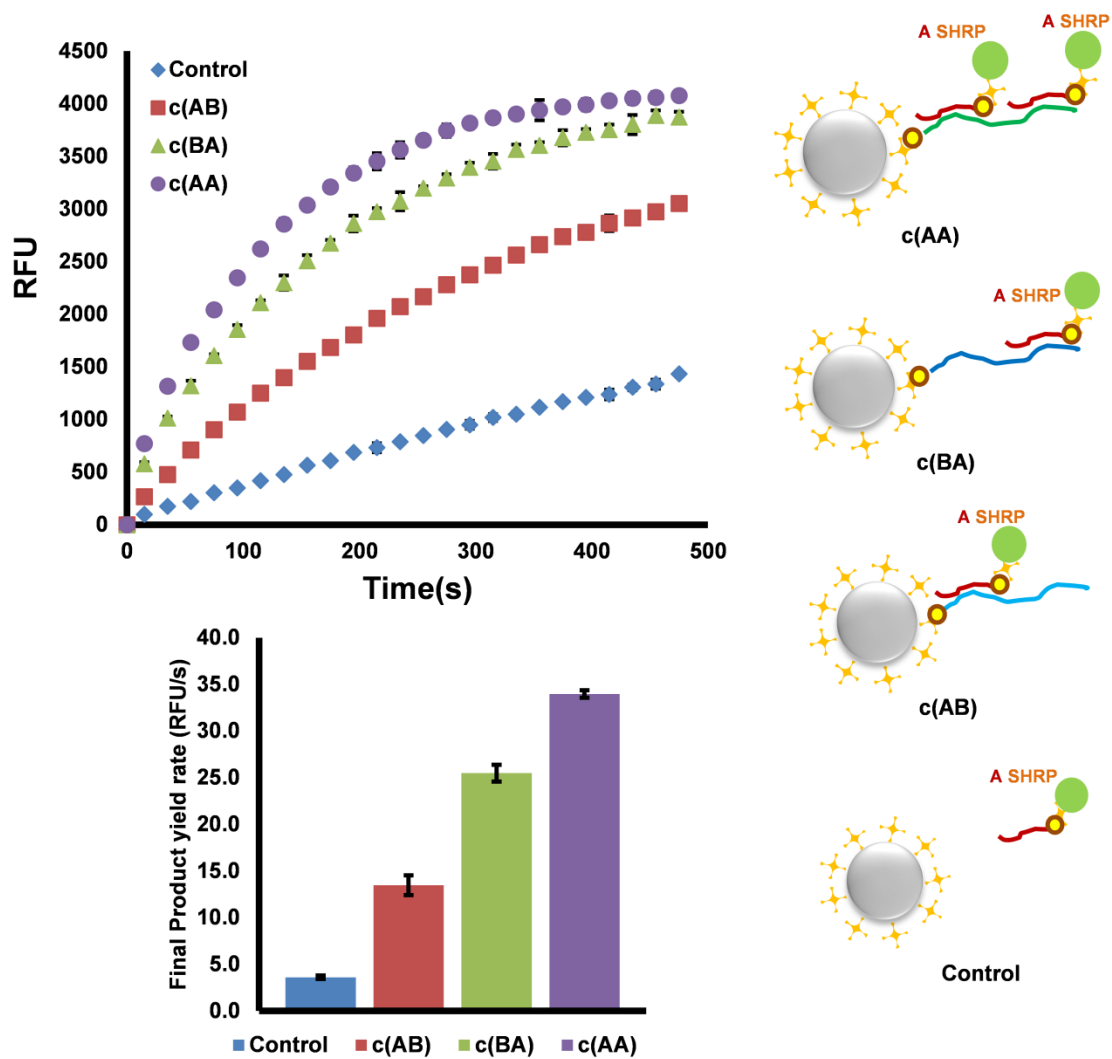 4500
4000
3500
3000
2500
2000
1500
1000
500
0
RFU
Control
c(AB)
c(BA)
c(AA)
0
100
200
300
400
500
Time(s)
40.0
35.0
30.0
25.0
20.0
15.0
10.0
5.0
0.0
Final Product yield rate (RFU/s)
Control
c(AB)
c(BA)
c(AA)
A SHRP
A SHRP
c(AA)
A SHRP
c(BA)
A SHRP
c(AB)
A SHRP
Control